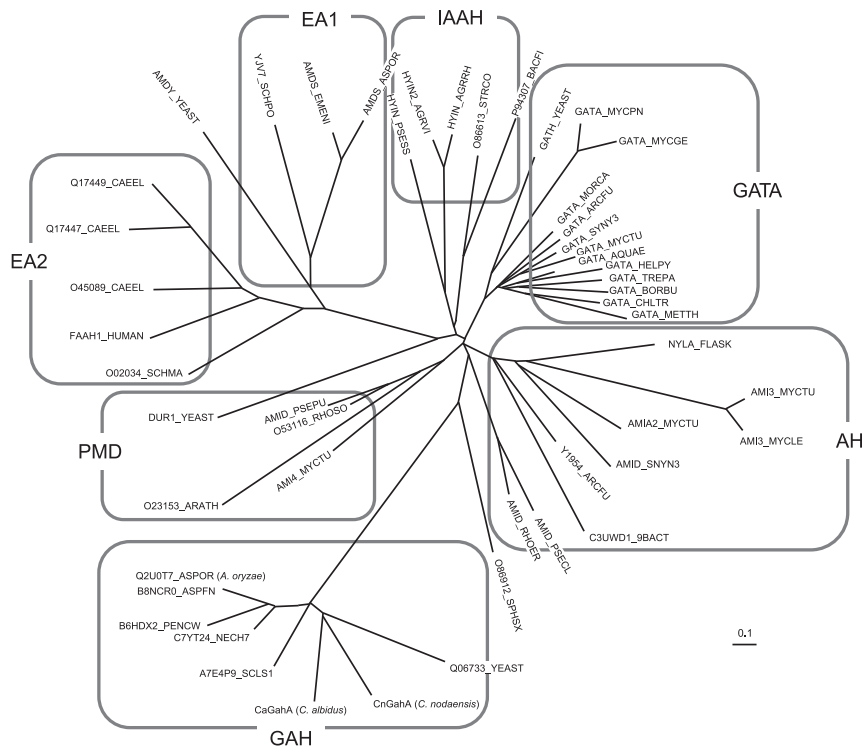 EA1
IAAH
AMDY_YEAST
YJV7_SCHPO
AMDS_EMENI
AMDS_ASPOR
HYIN_PSESS
HYIN2_AGRVI
HYIN_AGRRH
O86613_STRCO
P94307_BACFI
GATH_YEAST
GATA_MYCPN
GATA_MYCGE
GATA
GATA_MORCA
GATA_ARCFU
GATA_SYNY3
GATA_MYCTU
GATA_AQUAE
GATA_HELPY
GATA_TREPA
GATA_BORBU
GATA_CHLTR
GATA_METTH
Q17449_CAEEL
Q17447_CAEEL
EA2
O45089_CAEEL
FAAH1_HUMAN
O02034_SCHMA
NYLA_FLASK
AMI3_MYCTU
AMIA2_MYCTU
AMI3_MYCLE
AH
AMID_SNYN3
Y1954_ARCFU
C3UWD1_9BACT
AMID_RHOER
AMID_PSECL
O86912_SPHSX
DUR1_YEAST
AMID_PSEPU
O53116_RHOSO
PMD
AMI4_MYCTU
O23153_ARATH
Q2U0T7_ASPOR (A. oryzae)
B8NCR0_ASPFN
B6HDX2_PENCW
C7YT24_NECH7
A7E4P9_SCLS1
Q06733_YEAST
CaGahA (C. albidus)
CnGahA (C. nodaensis)
GAH
0.1